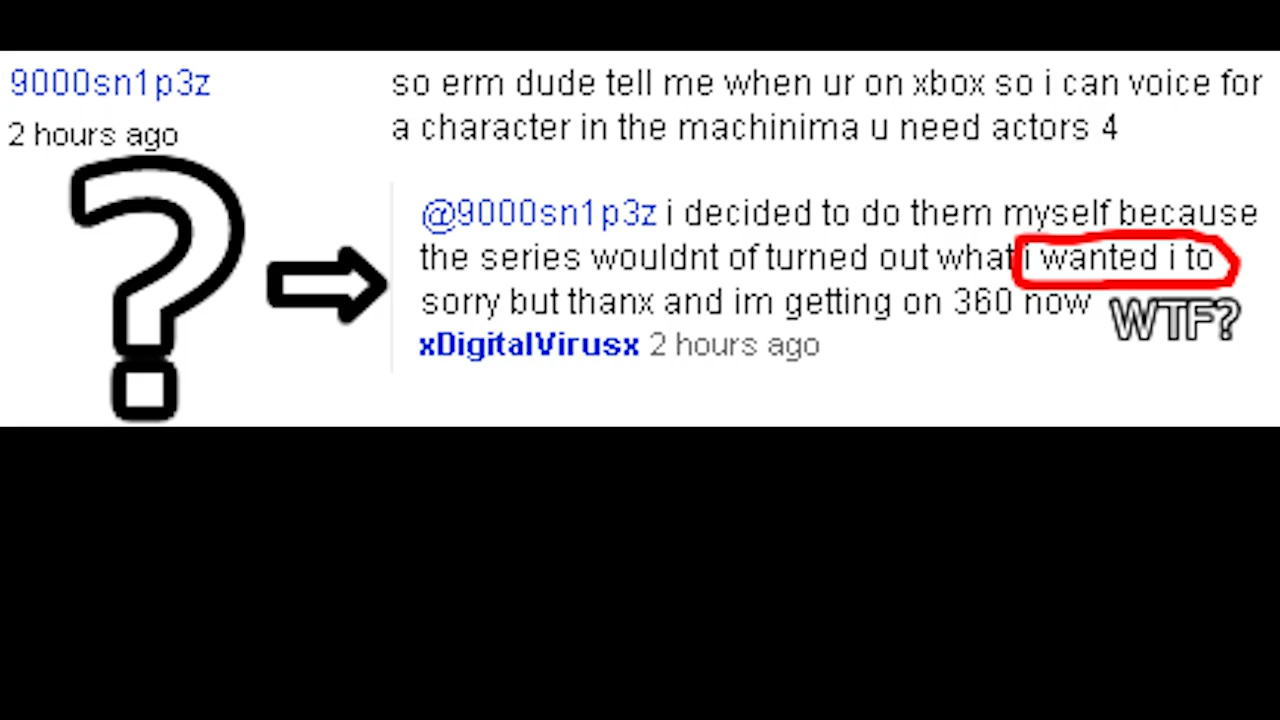 9000sn1p3z
2 hours ago
so erm dude tell me when ur on xbox so i can voice for
a character in the machinima u need actors 4
?
@9000sn1p3z i decided to do them myself because
the series wouldnt of turned out what i wanted i to
sorry but thanx and im getting on 360 now
WTF?
xDigitalVirusx 2 hours ago